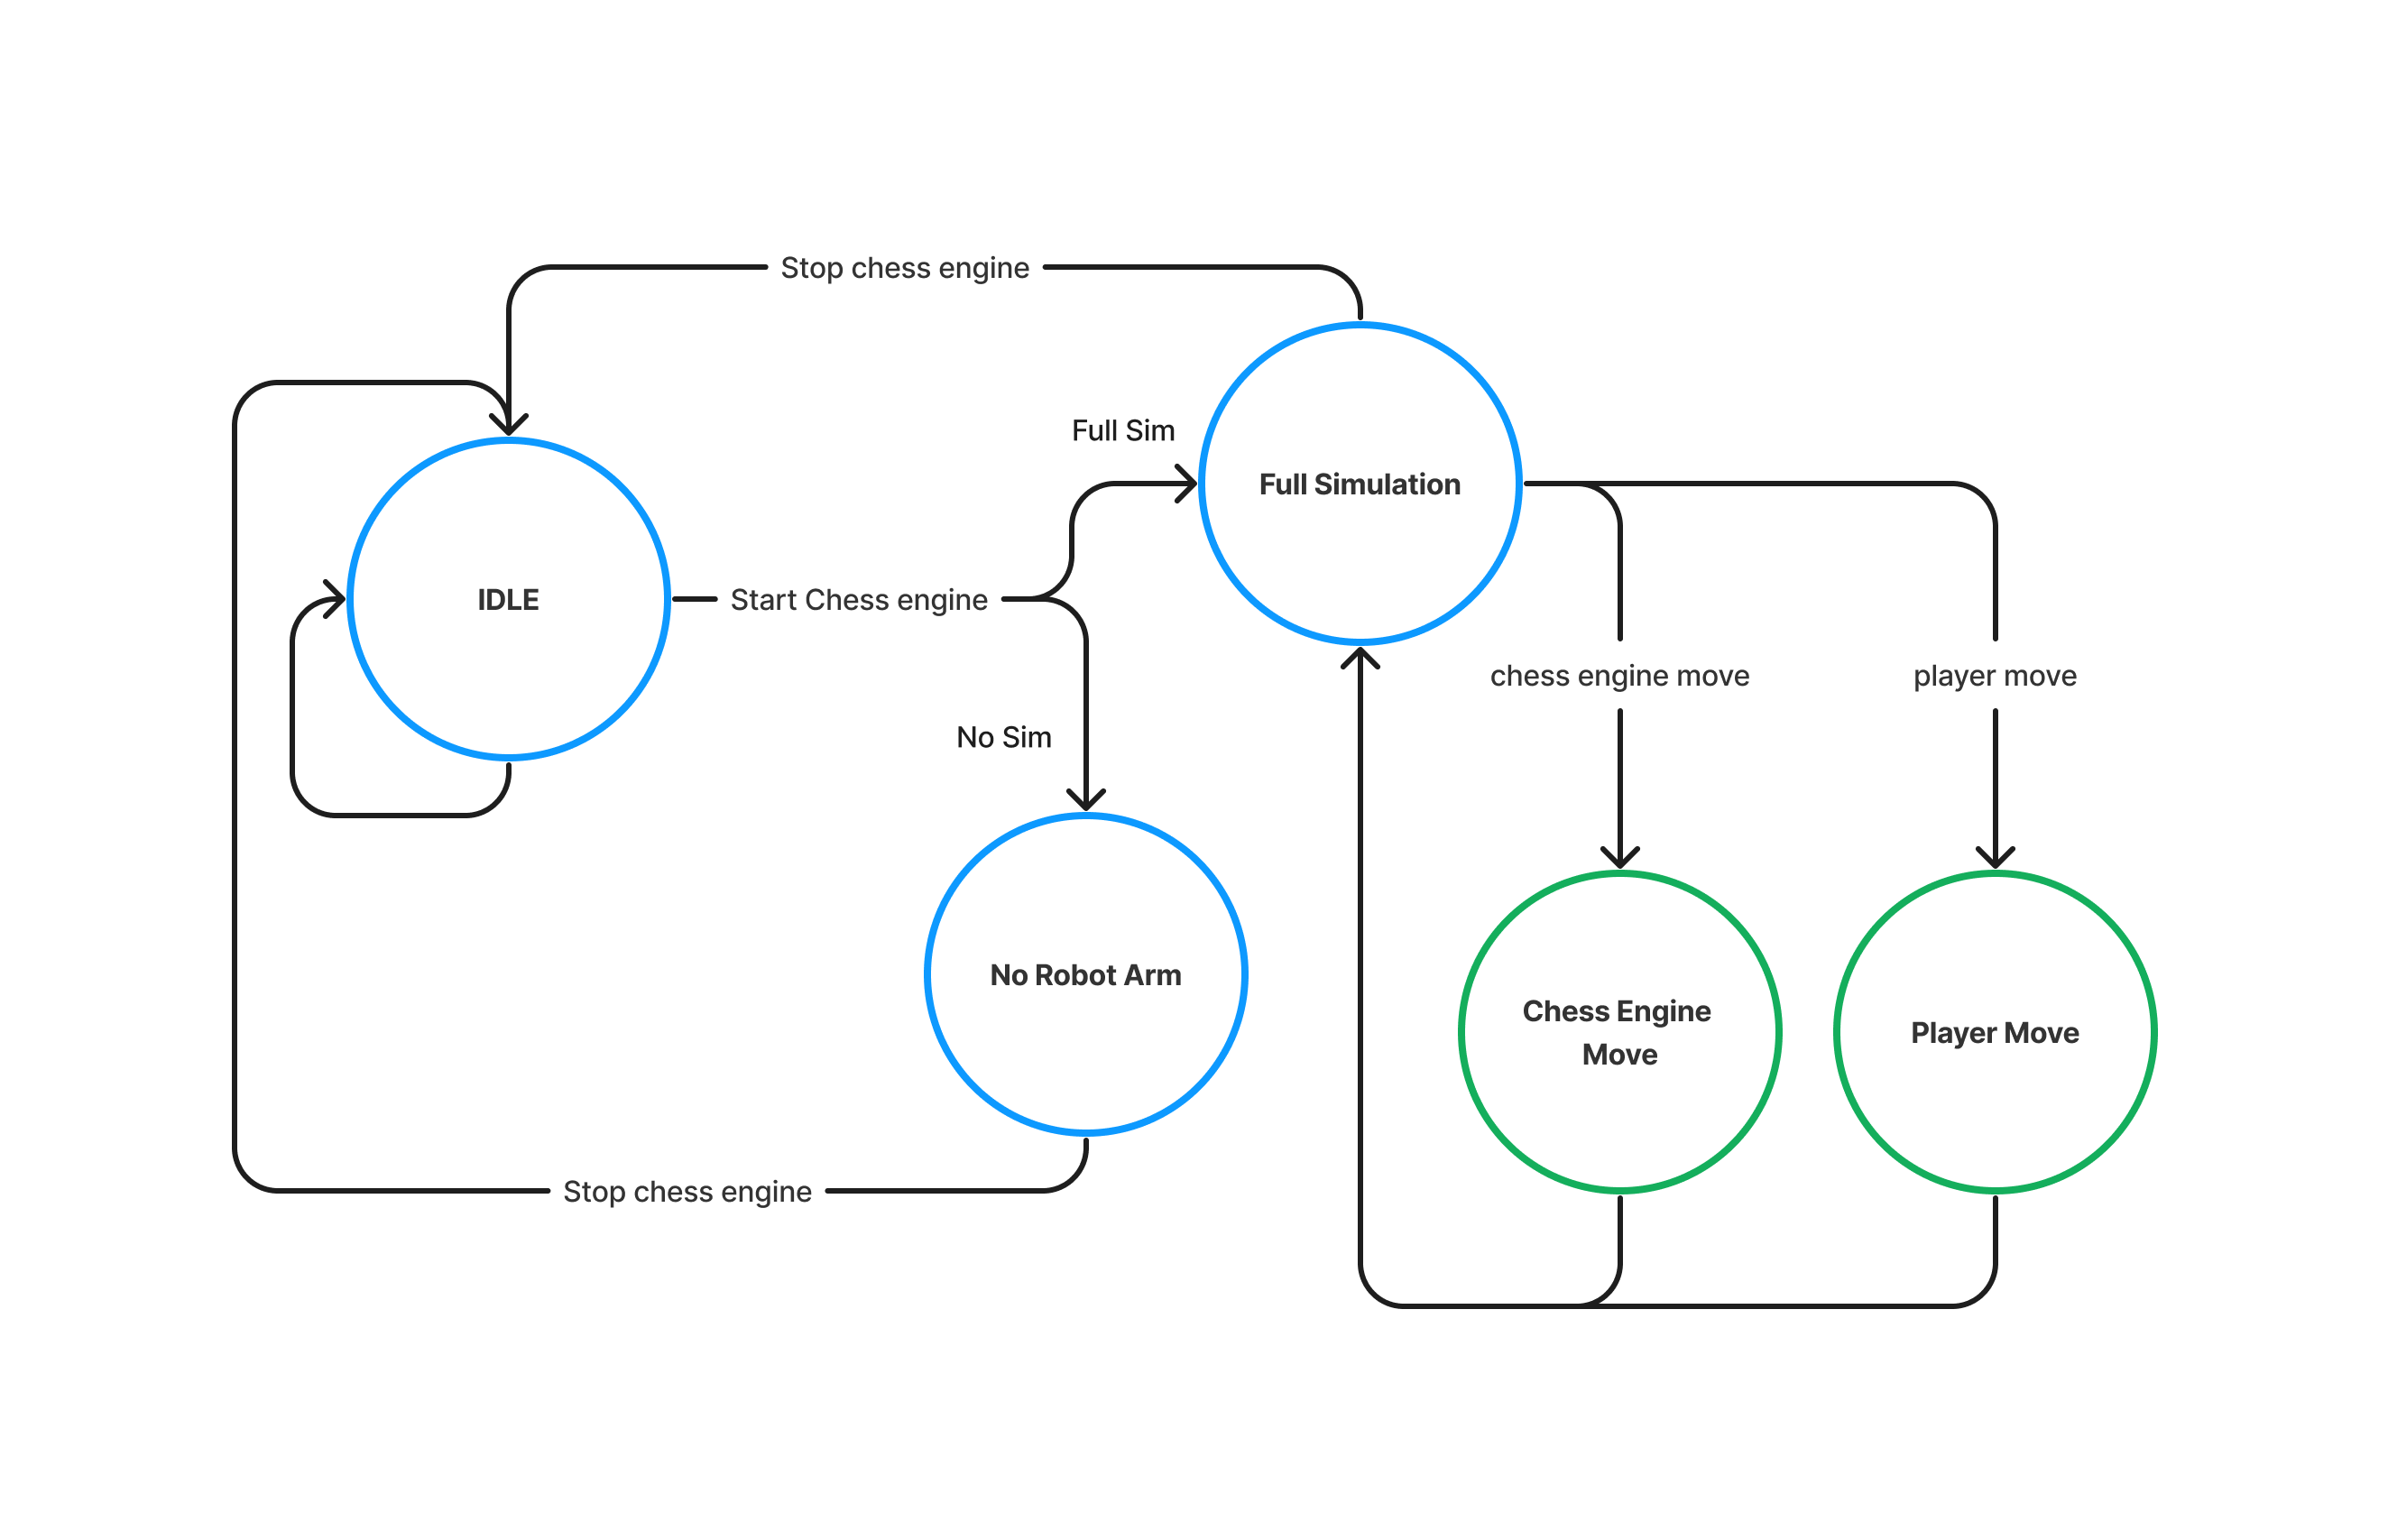 Stop chess engine
Full Sim
Full Simulation
IDLE
Start Chess engine
chess engine move
player move
No Sim
No Robot Arm
Chess Engine
Move
Player Move
Stop chess engine